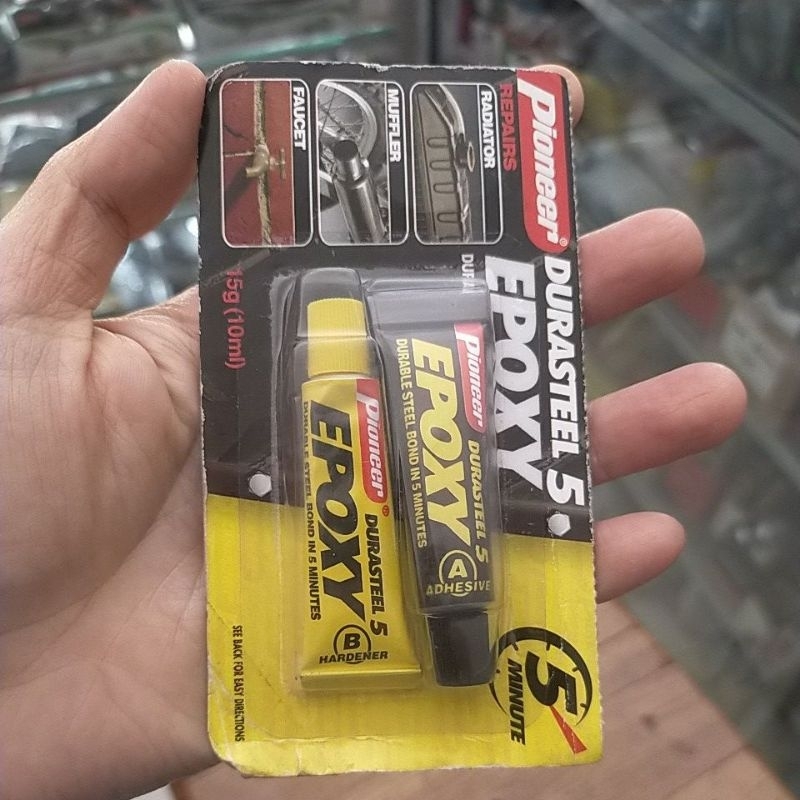 Pioneer®
DURASTEEL 5
EPOXY
REPAIRS
RADIATOR
MUFFLER
FAUCET
DURA
15g (10ml)
Pioneer
DURASTEEL 5
EPOXY
DURABLE STEEL BOND IN 5 MINUTES
A
ADHESIVE
Pioneer®
DURASTEEL 5
EPOXY
DURABLE STEEL BOND IN 5 MINUTES
B
HARDENER
5
MINUTE
SEE BACK FOR EASY DIRECTIONS